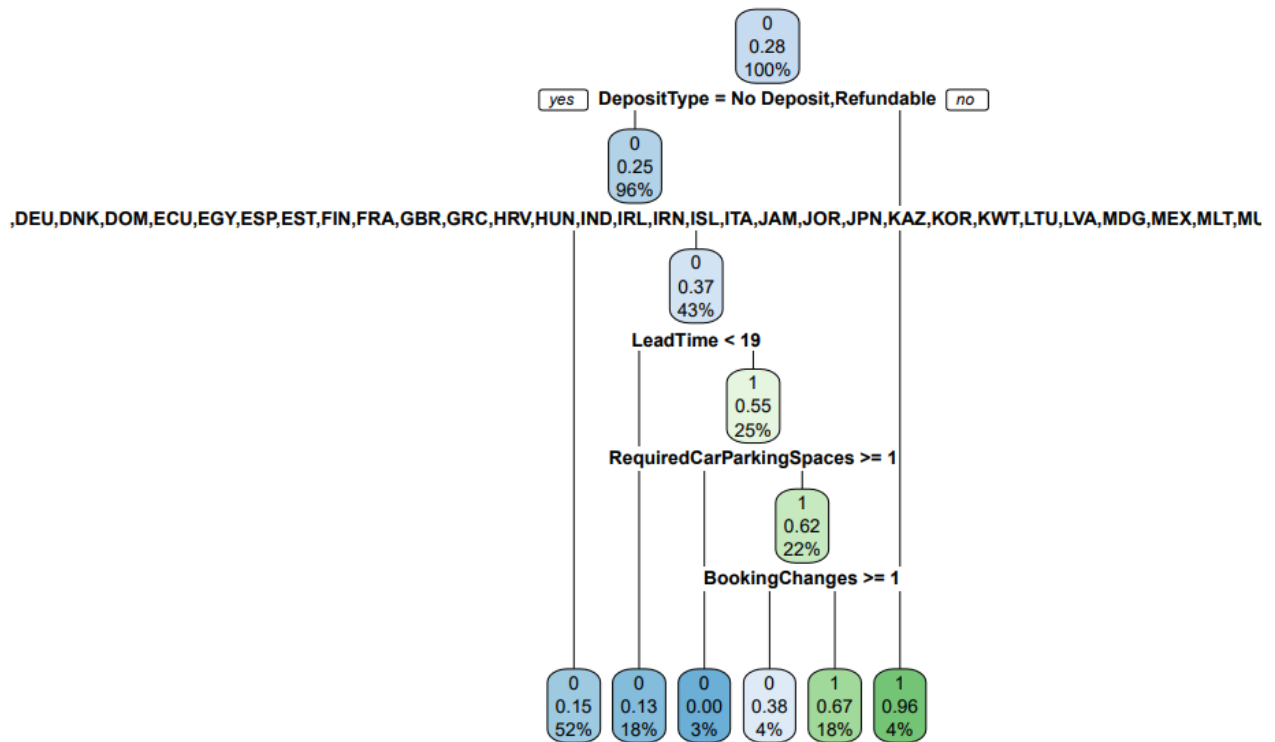 0
0.28
100%
yes DepositType = No Deposit,Refundable no
0
0.25
96%
,DEU,DNK,DOM,ECU,EGY,ESP,EST,FIN,FRA,GBR,GRC,HRV,HUN,IND,IRL,IRN,ISL,ITA,JAM,JOR,JPN,KAZ,KOR,KWT,LTU,LVA,MDG,MEX,MLT,MU
0
0.37
43%
LeadTime < 19
1
0.55
25%
RequiredCarParkingSpaces >= 1
1
0.62
22%
BookingChanges >= 1
0 0 0 0 1 1
0.15 0.13 0.00 0.38 0.67 0.96
52% 18% 3% 4% 18% 4%